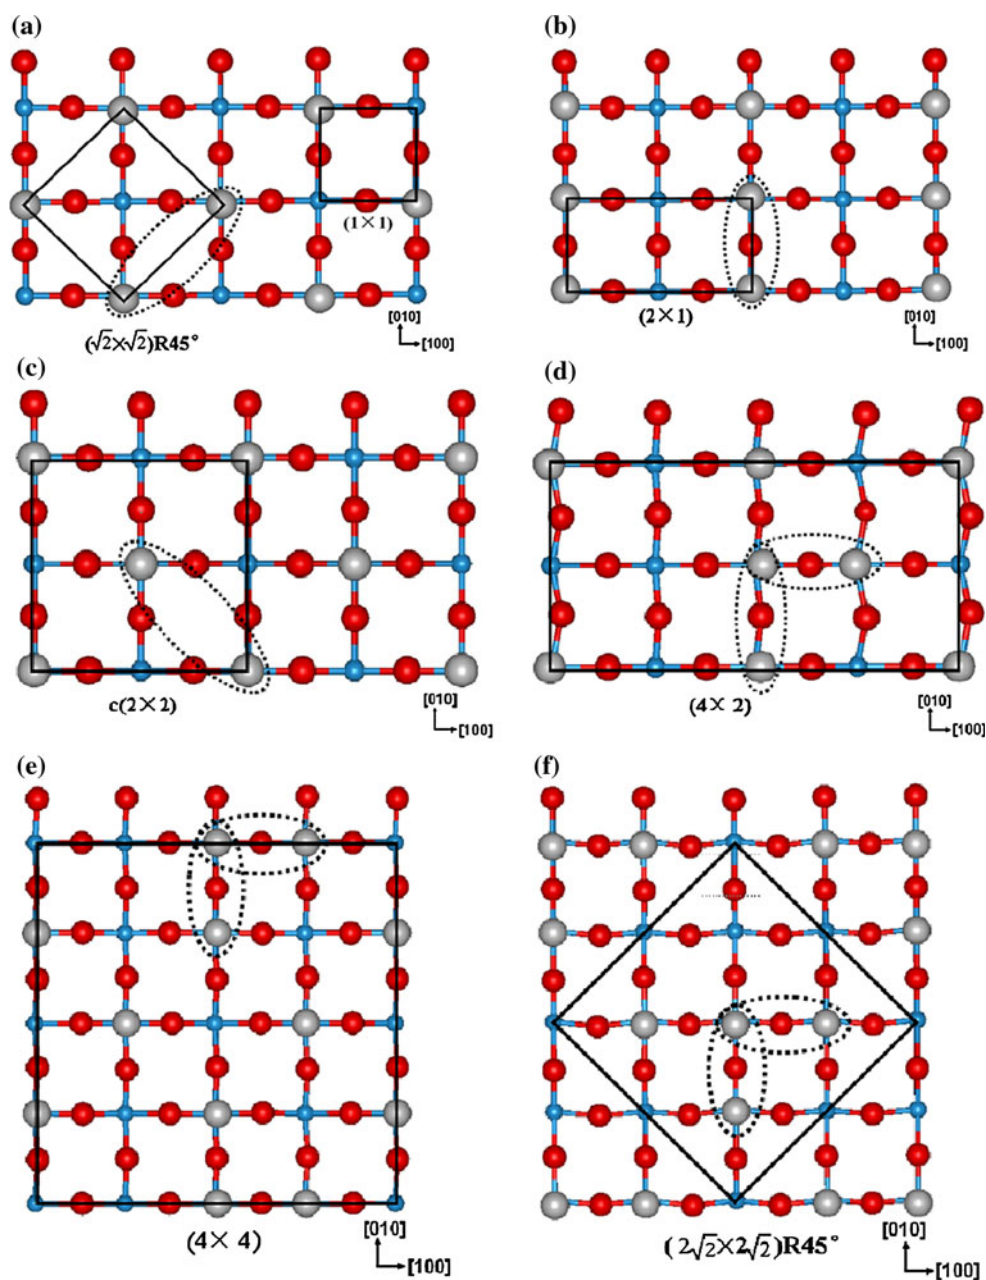 (a)
(1×1)
(√2×√2)R45°
[010]
[100]
(b)
(2×1)
[010]
[100]
(c)
c(2×2)
[010]
[100]
(d)
(4×2)
[010]
[100]
(e)
(4×4)
[010]
[100]
(f)
(2√2×2√2)R45°
[010]
[100]